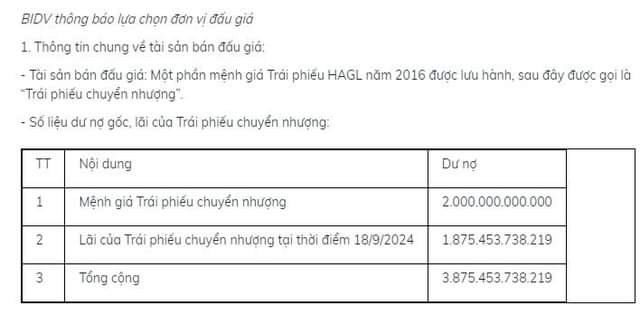 BIDV thông báo lựa chọn đơn vị đấu giá
1. Thông tin chung về tài sản bán đấu giá:
- Tài sản bán đấu giá: Một phần mệnh giá Trái phiếu HAGL năm 2016 được lưu hành, sau đây được gọi là
“Trái phiếu chuyển nhượng”.
- Số liệu dư nợ gốc, lãi của Trái phiếu chuyển nhượng:
TT Nội dung Dư nợ
1 Mệnh giá Trái phiếu chuyển nhượng 2.000.000.000.000
2 Lãi của Trái phiếu chuyển nhượng tại thời điểm 18/9/2024 1.875.453.738.219
3 Tổng cộng 3.875.453.738.219